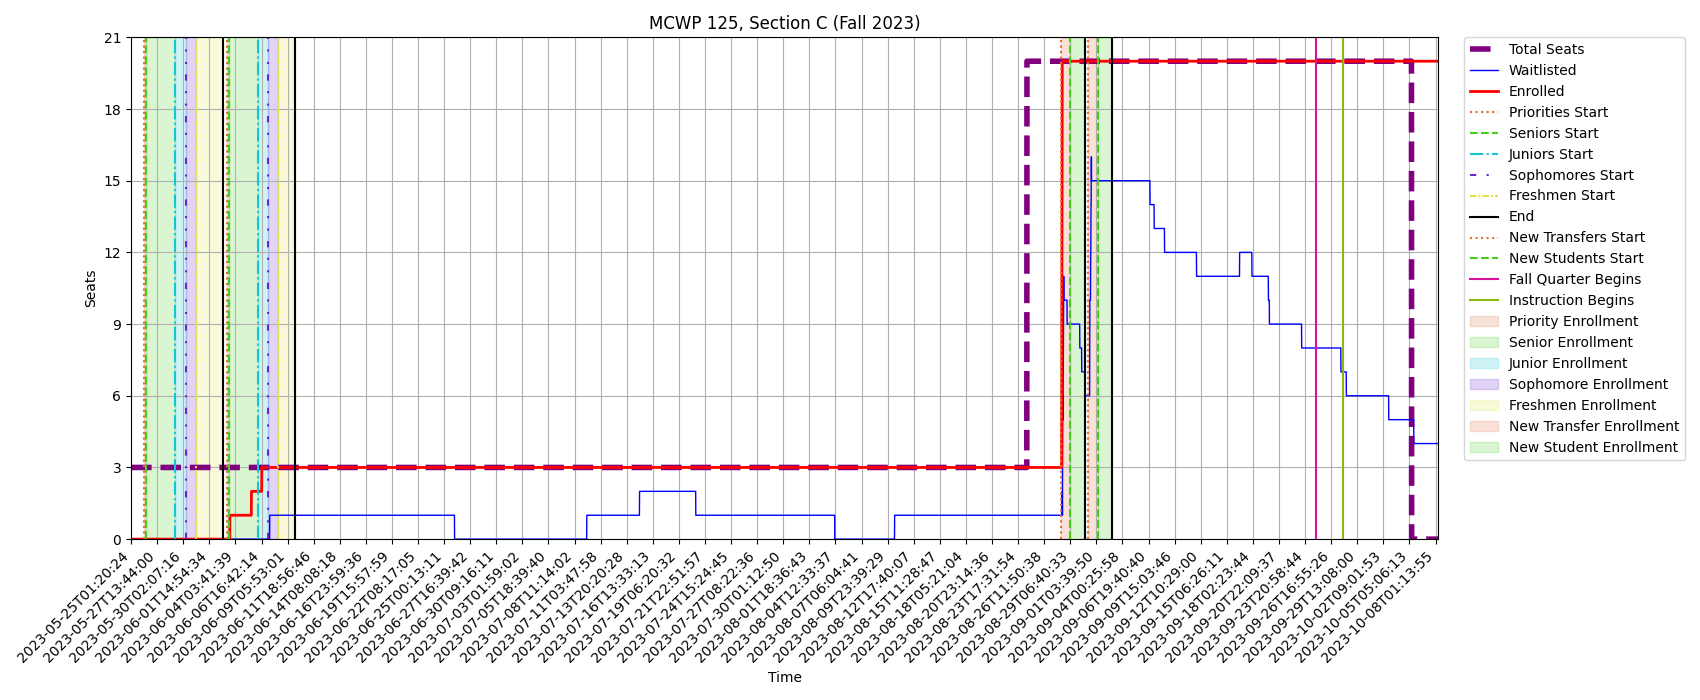 MCWP 125, Section C (Fall 2023)
Seats
21
18
15
12
9
6
3
0
2023-05-25T01:20:24
2023-05-27T13:44:00
2023-05-30T02:07:16
2023-06-01T14:54:34
2023-06-04T03:41:39
2023-06-06T16:42:14
2023-06-09T05:53:01
2023-06-11T18:56:46
2023-06-14T08:08:18
2023-06-16T23:59:36
2023-06-19T15:57:59
2023-06-22T08:17:05
2023-06-25T00:13:11
2023-06-27T16:39:42
2023-06-30T09:16:11
2023-07-03T01:59:02
2023-07-05T18:39:40
2023-07-08T11:14:02
2023-07-11T03:47:58
2023-07-13T20:20:28
2023-07-16T13:33:13
2023-07-19T06:20:32
2023-07-21T22:51:57
2023-07-24T15:24:45
2023-07-27T08:22:36
2023-07-30T01:12:50
2023-08-01T18:36:43
2023-08-04T12:33:37
2023-08-07T06:04:41
2023-08-09T23:39:29
2023-08-12T17:40:07
2023-08-15T11:28:47
2023-08-18T05:21:04
2023-08-20T23:14:36
2023-08-23T17:31:54
2023-08-26T11:50:38
2023-08-29T06:40:33
2023-09-01T03:39:50
2023-09-04T00:25:58
2023-09-06T19:40:40
2023-09-09T15:03:46
2023-09-12T10:29:00
2023-09-15T06:26:11
2023-09-18T02:23:44
2023-09-20T22:09:37
2023-09-23T20:58:44
2023-09-26T16:55:26
2023-09-29T13:08:00
2023-10-02T09:01:53
2023-10-05T05:06:13
2023-10-08T01:13:55
Time
Total Seats
Waitlisted
Enrolled
Priorities Start
Seniors Start
Juniors Start
Sophomores Start
Freshmen Start
End
New Transfers Start
New Students Start
Fall Quarter Begins
Instruction Begins
Priority Enrollment
Senior Enrollment
Junior Enrollment
Sophomore Enrollment
Freshmen Enrollment
New Transfer Enrollment
New Student Enrollment